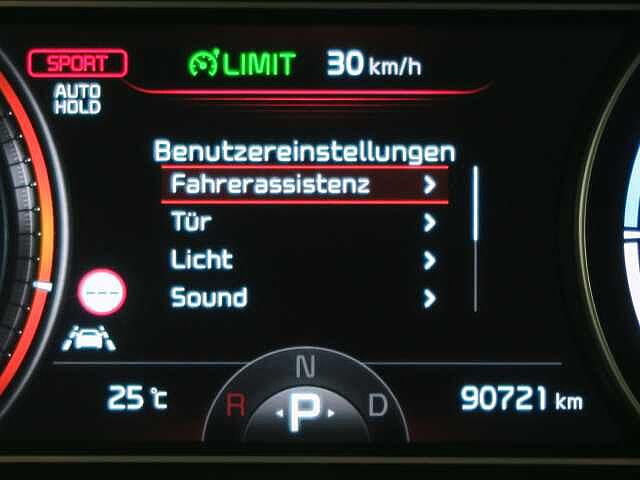 SPORT LIMIT 30 km/h
AUTO
HOLD
Benutzereinstellungen
Fahrerassistenz
Tür
Licht
Sound
---
N
25 °C R P D 90721 km